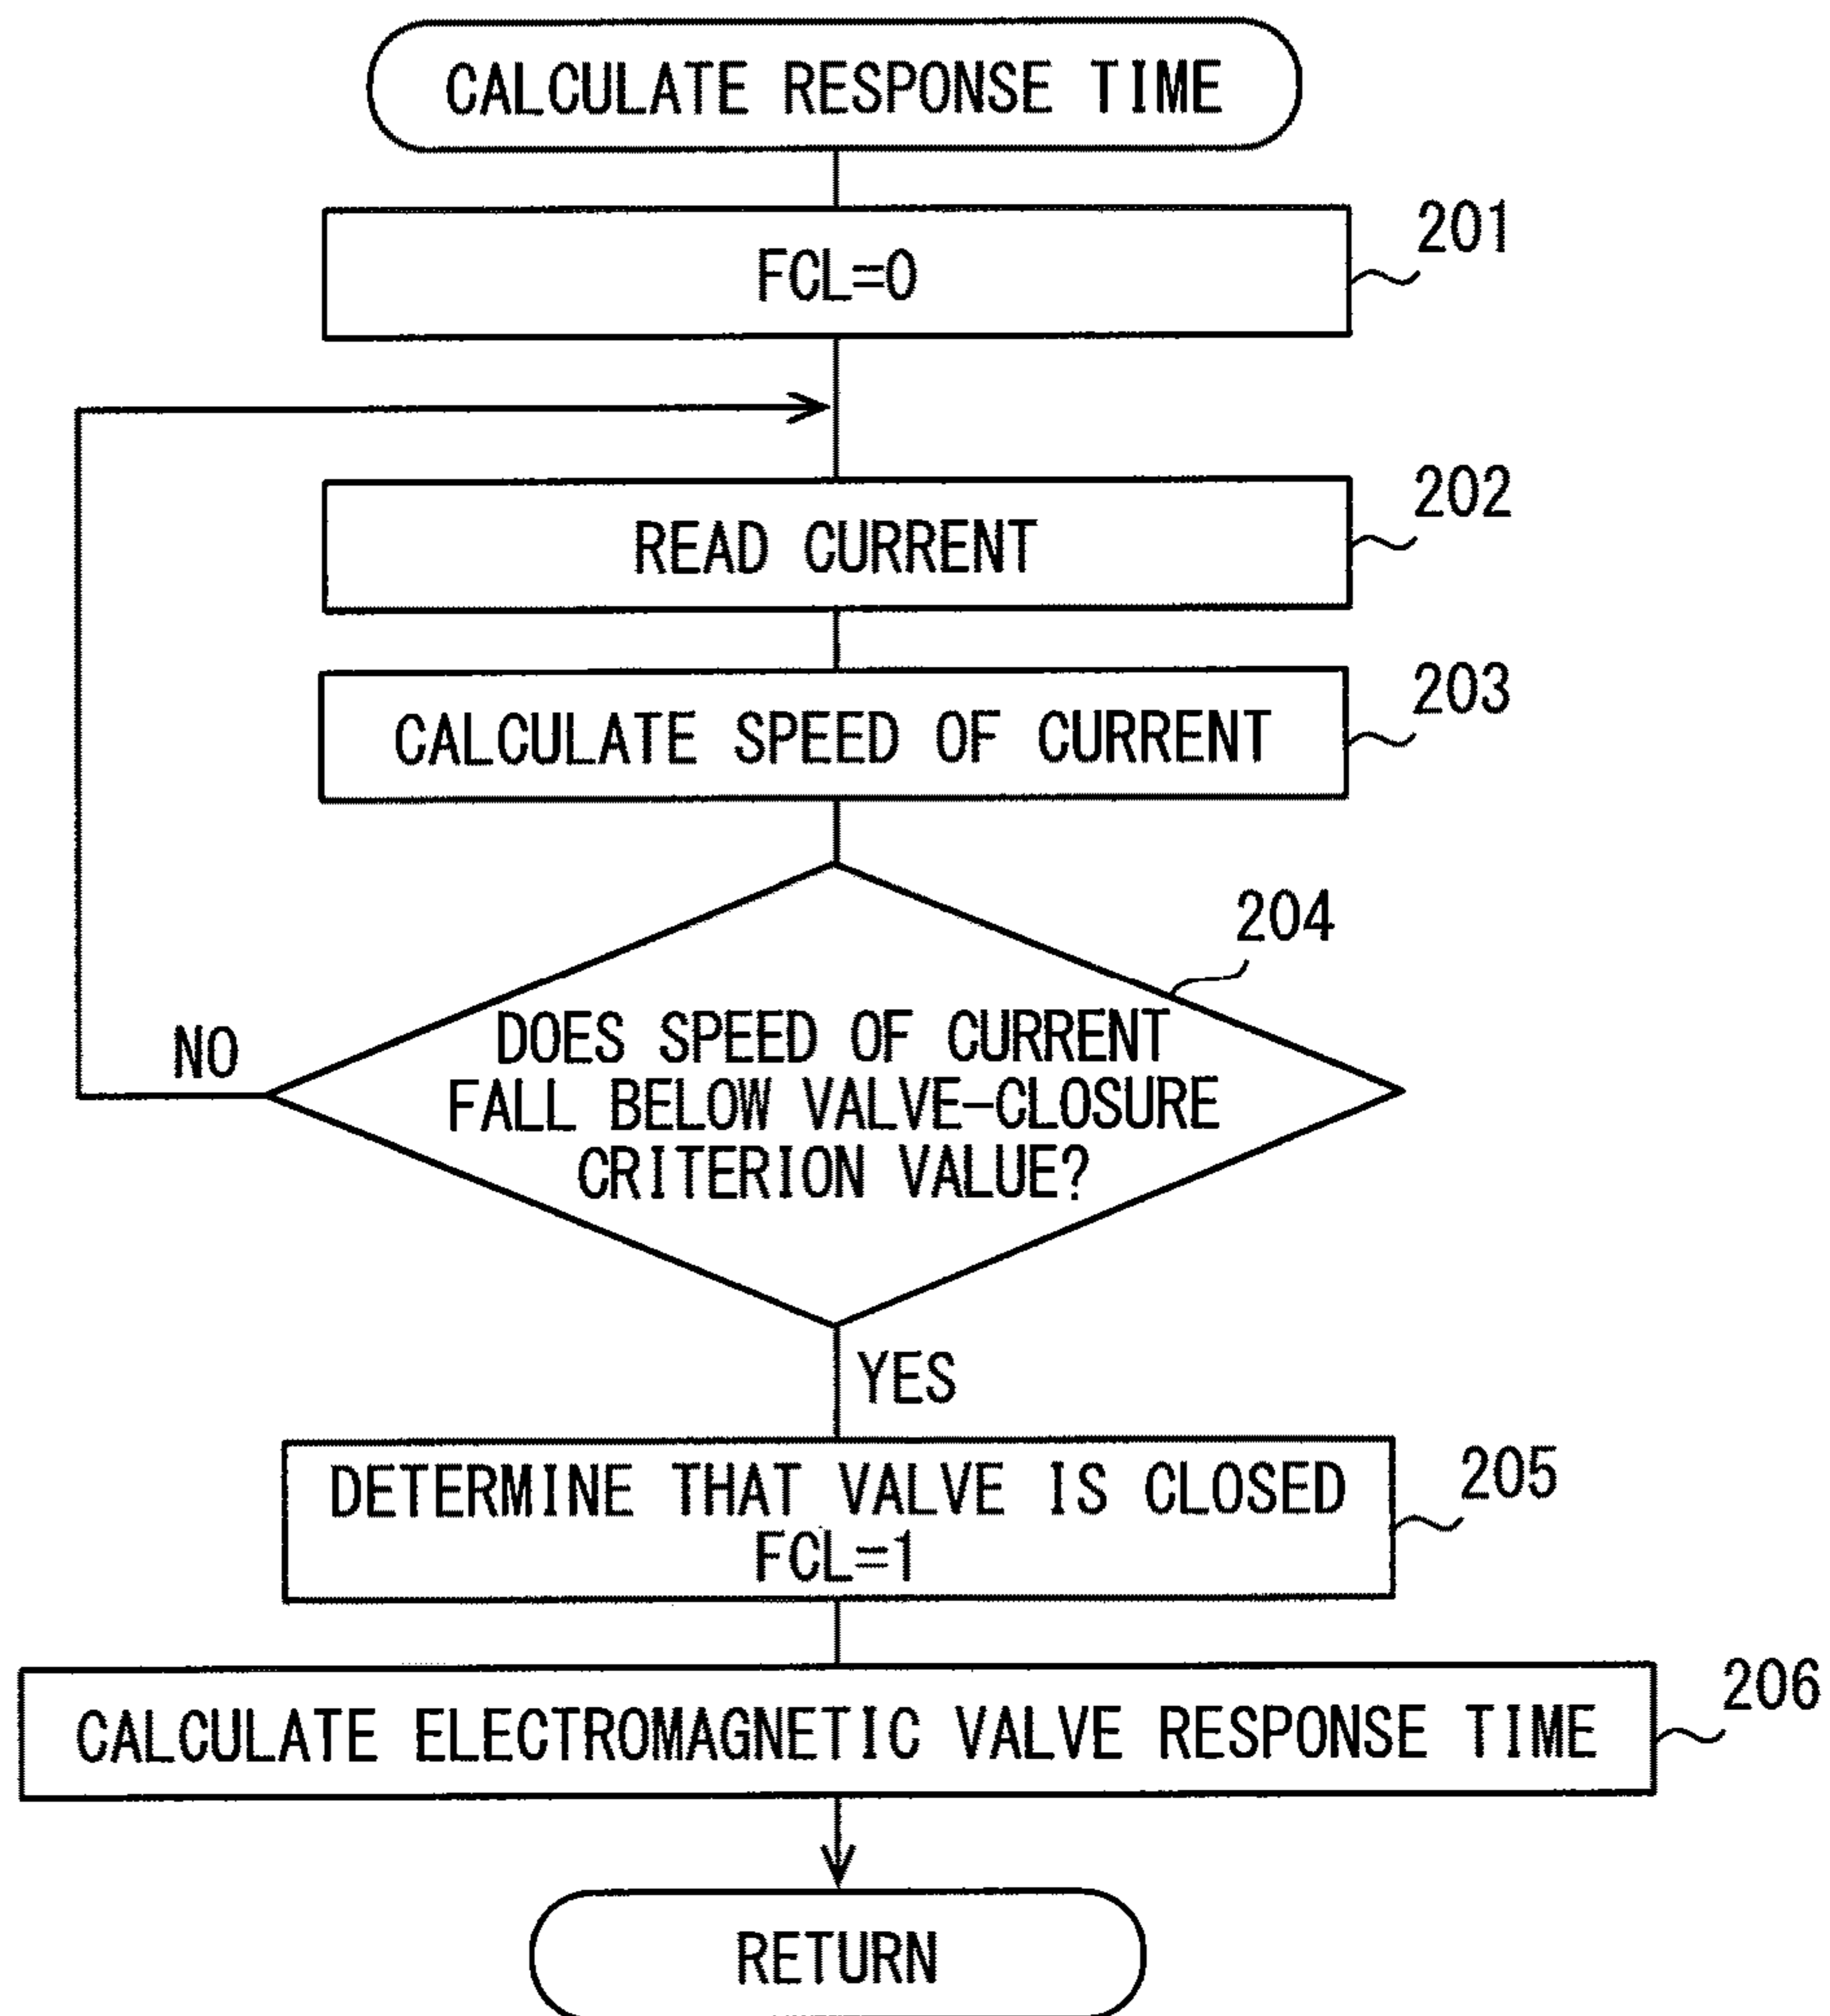 CALCULATE RESPONSE TIME
201
FCL=0
202
READ CURRENT
203
CALCULATE SPEED OF CURRENT
204
DOES SPEED OF CURRENT
FALL BELOW VALVE-CLOSURE
CRITERION VALUE?
NO
YES
205
DETERMINE THAT VALVE IS CLOSED
FCL=1
206
CALCULATE ELECTROMAGNETIC VALVE RESPONSE TIME
RETURN